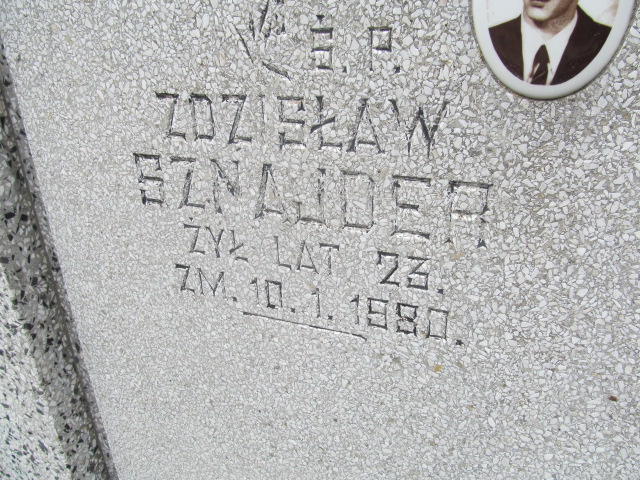 Ś. P.
ZDZISŁAW
SZNAJDER
ŻYŁ LAT 23.
ZM. 10.1.1980.